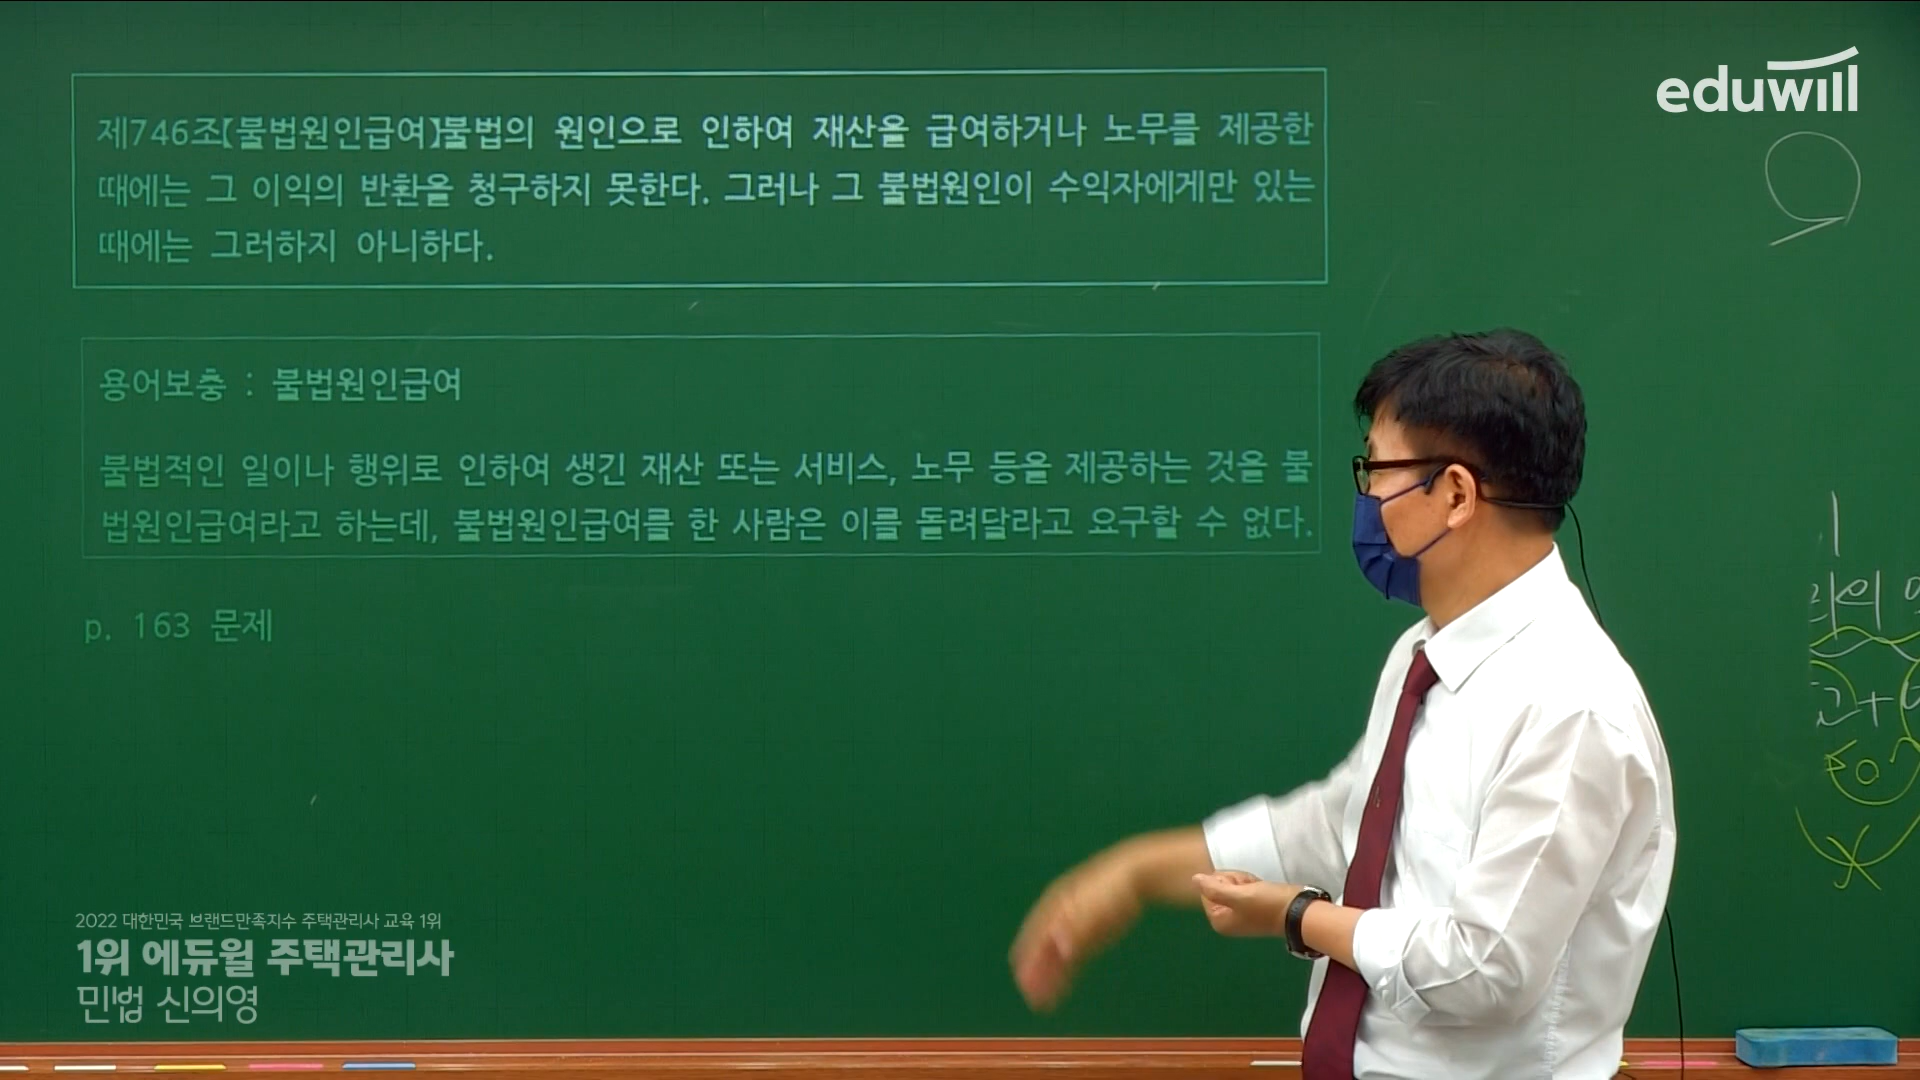 eduwill
제746조【불법원인급여】불법의 원인으로 인하여 재산을 급여하거나 노무를 제공한
때에는 그 이익의 반환을 청구하지 못한다. 그러나 그 불법원인이 수익자에게만 있는
때에는 그러하지 아니하다.
용어보충 : 불법원인급여
불법적인 일이나 행위로 인하여 생긴 재산 또는 서비스, 노무 등을 제공하는 것을 불
법원인급여라고 하는데, 불법원인급여를 한 사람은 이를 돌려달라고 요구할 수 없다.
p. 163 문제
2022 대한민국 브랜드만족지수 주택관리사 교육 1위
1위 에듀윌 주택관리사
민법 신의영